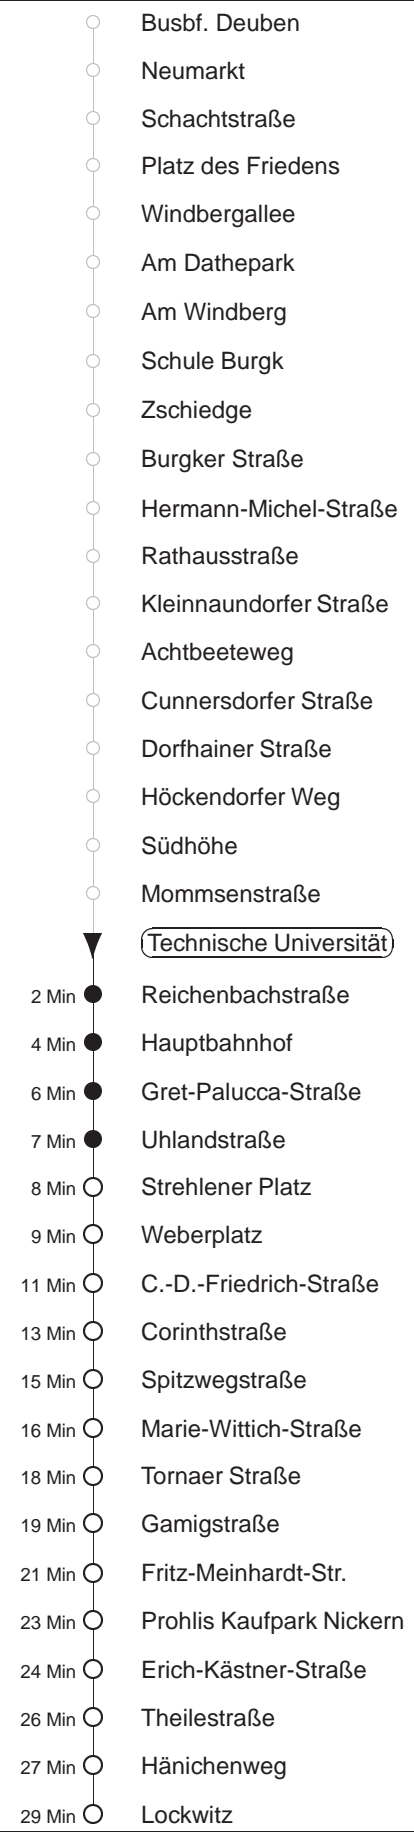 Busbf. Deuben
Neumarkt
Schachtstraße
Platz des Friedens
Windbergallee
Am Dathepark
Am Windberg
Schule Burgk
Zschiedge
Burgker Straße
Hermann-Michel-Straße
Rathausstraße
Kleinnaundorfer Straße
Achtbeeteweg
Cunnersdorfer Straße
Dorfhainer Straße
Höckendorfer Weg
Südhöhe
Mommsenstraße
Technische Universität
2 Min Reichenbachstraße
4 Min Hauptbahnhof
6 Min Gret-Palucca-Straße
7 Min Uhlandstraße
8 Min Strehlener Platz
9 Min Weberplatz
11 Min C.-D.-Friedrich-Straße
13 Min Corinthstraße
15 Min Spitzwegstraße
16 Min Marie-Wittich-Straße
18 Min Tornaer Straße
19 Min Gamigstraße
21 Min Fritz-Meinhardt-Str.
23 Min Prohlis Kaufpark Nickern
24 Min Erich-Kästner-Straße
26 Min Theilestraße
27 Min Hänichenweg
29 Min Lockwitz